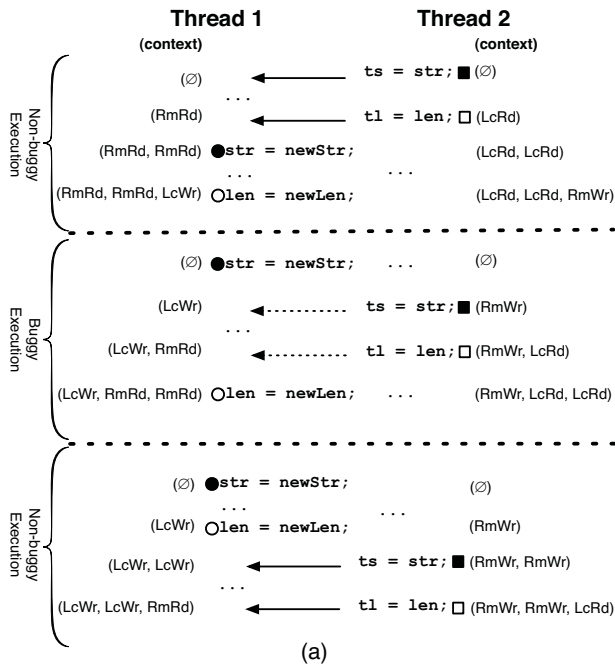 Thread 1 Thread 2
(context) (context)
Non-buggy Execution
(∅) ts = str; (∅)
...
(RmRd) tl = len; (LcRd)
(RmRd, RmRd) str = newStr; (LcRd, LcRd)
... ...
(RmRd, RmRd, LcWr) len = newLen; (LcRd, LcRd, RmWr)
Buggy Execution
(∅) str = newStr; ... (∅)
(LcWr) ts = str; (RmWr)
...
(LcWr, RmRd) tl = len; (RmWr, LcRd)
(LcWr, RmRd, RmRd) len = newLen; ... (RmWr, LcRd, LcRd)
Non-buggy Execution
(∅) str = newStr; (∅)
... ...
(LcWr) len = newLen; (RmWr)
(LcWr, LcWr) ts = str; (RmWr, RmWr)
...
(LcWr, LcWr, RmRd) tl = len; (RmWr, RmWr, LcRd)
(a)